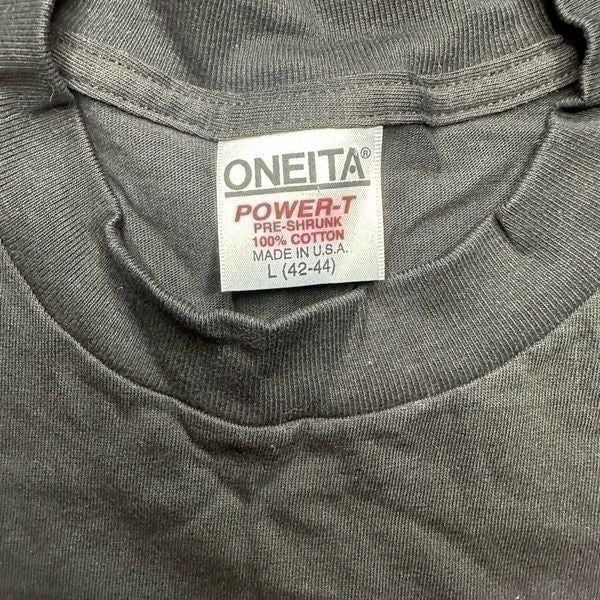 ONEITA®
POWER-T
PRE-SHRUNK
100% COTTON
MADE IN U.S.A.
L (42-44)